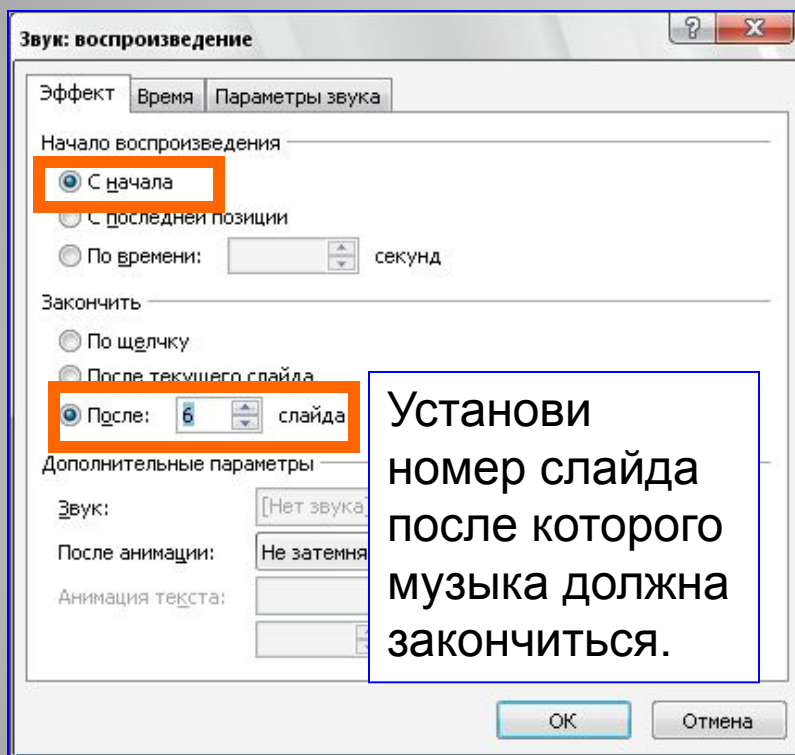 Звук: воспроизведение
Эффект Время Параметры звука
Начало воспроизведения
С начала
С последней позиции
По времени: секунд
Закончить
По щелчку
После текущего слайда
После: 6 слайда
Установи
номер слайда
после которого
музыка должна
закончиться.
Дополнительные параметры
Звук: [Нет звука]
После анимации: Не затемня
Анимация текста:
ОК Отмена